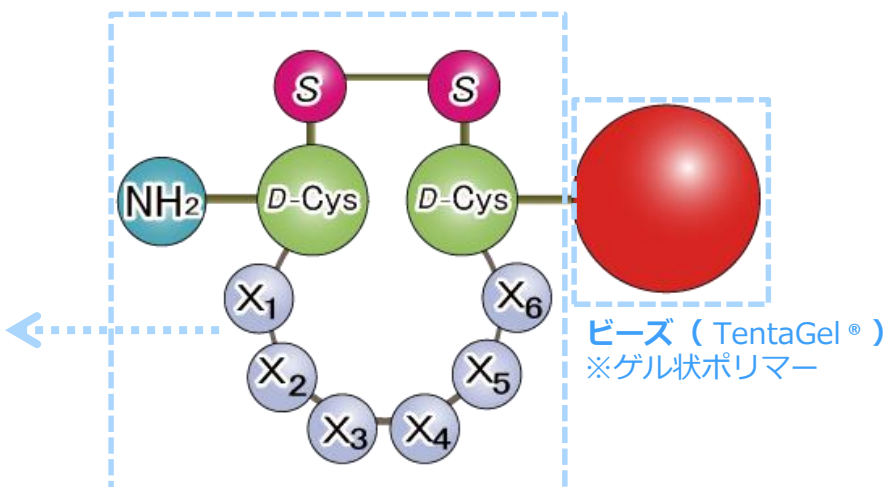 S S
NH2 D-Cys D-Cys
X1 X6
X2 X5
X3 X4
ビーズ（ TentaGel ® ）
※ゲル状ポリマー